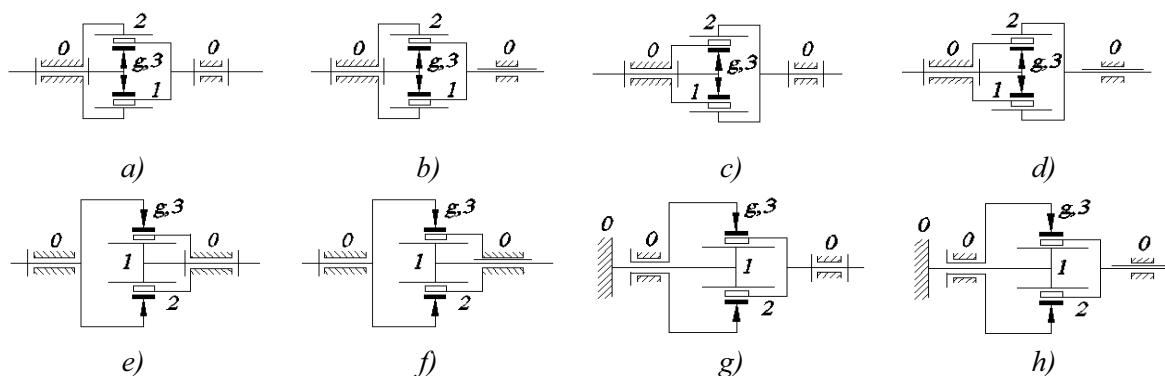 2 2 2 2
0 0 0 0 0 0 0 0
g,3 g,3 g,3 g,3
1 1 1 1
a) b) c) d)
g,3 g,3 g,3 g,3
0 0 0 0 0 0 0 0 0 0
1 1 1 1
2 2 2 2
e) f) g) h)